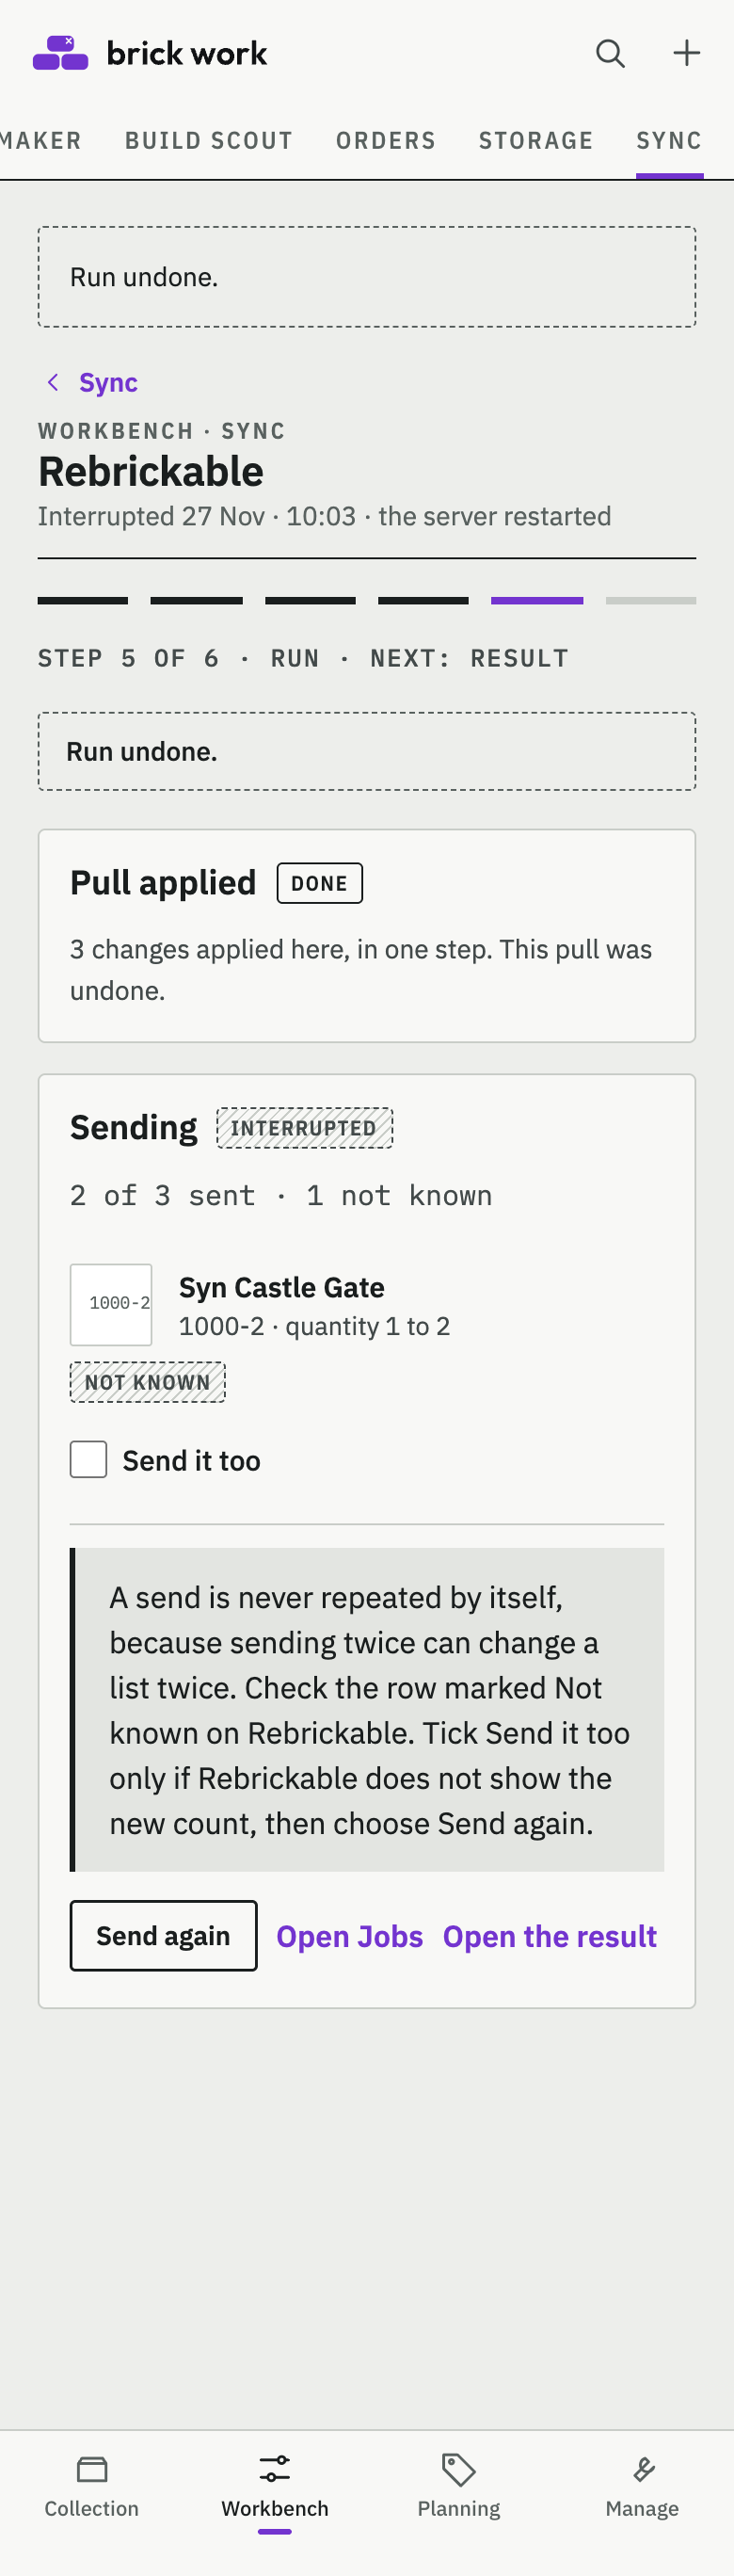 brick work
MAKER BUILD SCOUT ORDERS STORAGE SYNC
Run undone.
Sync
WORKBENCH · SYNC
Rebrickable
Interrupted 27 Nov · 10:03 · the server restarted
STEP 5 OF 6 · RUN · NEXT: RESULT
Run undone.
Pull applied DONE
3 changes applied here, in one step. This pull was
undone.
Sending INTERRUPTED
2 of 3 sent · 1 not known
1000-2
Syn Castle Gate
1000-2 · quantity 1 to 2
NOT KNOWN
Send it too
A send is never repeated by itself,
because sending twice can change a
list twice. Check the row marked Not
known on Rebrickable. Tick Send it too
only if Rebrickable does not show the
new count, then choose Send again.
Send again Open Jobs Open the result
Collection Workbench Planning Manage